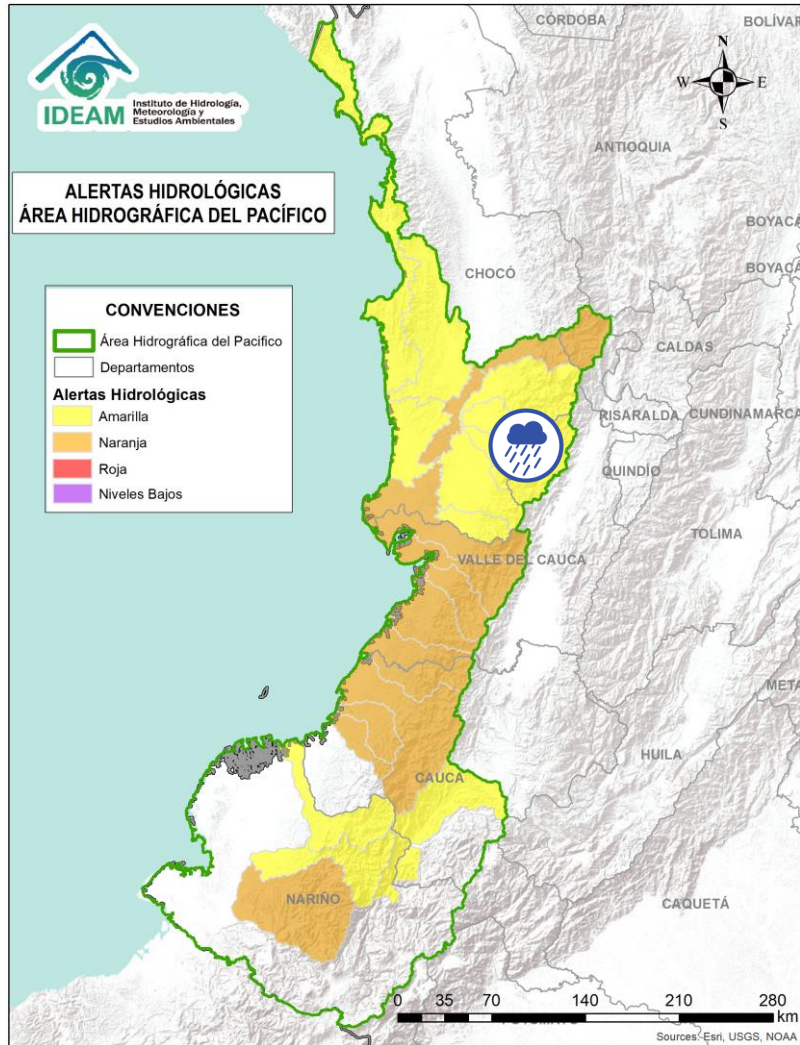 CÓRDOBA
BOLÍVAR
N
W
E
S
IDEAM
Instituto de Hidrología,
Meteorología y
Estudios Ambientales
ANTIOQUIA
ALERTAS HIDROLÓGICAS
ÁREA HIDROGRÁFICA DEL PACÍFICO
BOYACÁ
BOYACÁ
CHOCÓ
CONVENCIONES
Área Hidrográfica del Pacifico
Departamentos
Alertas Hidrológicas
Amarilla
Naranja
Roja
Niveles Bajos
CALDAS
RISARALDA
CUNDINAMARCA
QUINDÍO
TOLIMA
VALLE DEL CAUCA
META
HUILA
CAUCA
NARIÑO
CAQUETÁ
0 35 70 140 210 280
km
Sources: Esri, USGS, NOAA